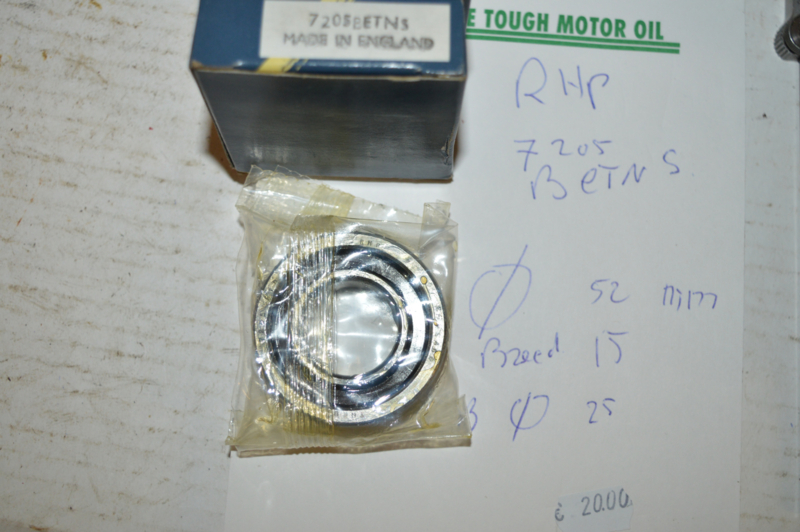 7205BETNS
MADE IN ENGLAND
E TOUGH MOTOR OIL
RHP
7205
BETNS
Ø 52 mm
Breed 15
B Ø 25
€ 20.00